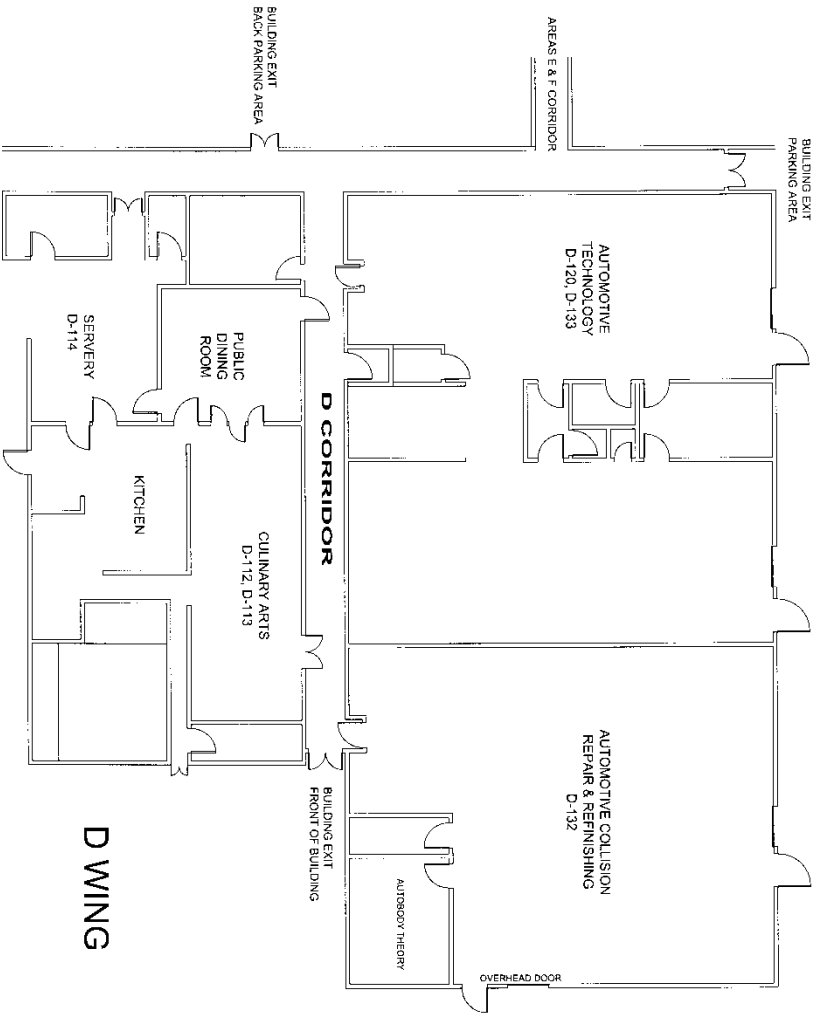 BUILDING EXIT
BACK PARKING AREA
AREAS E & F CORRIDOR
BUILDING EXIT
PARKING AREA
AUTOMOTIVE
TECHNOLOGY
D-120, D-133
SERVERY
D-114
PUBLIC
DINING
ROOM
D CORRIDOR
KITCHEN
CULINARY ARTS
D-112, D-113
AUTOMOTIVE COLLISION
REPAIR & REFINISHING
D-132
BUILDING EXIT
FRONT OF BUILDING
AUTOBODY THEORY
OVERHEAD DOOR
D WING